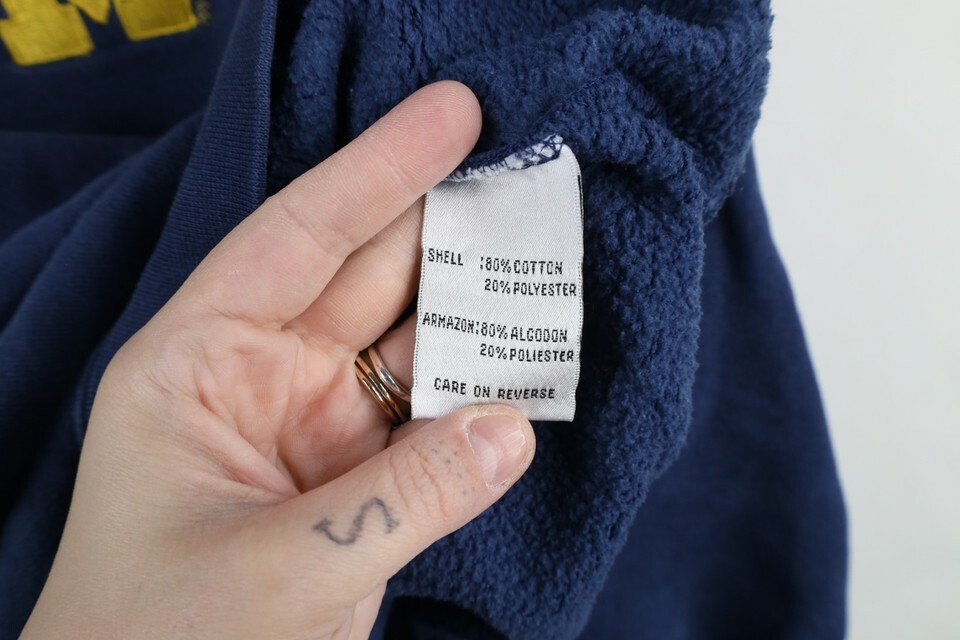 M
SHELL :80% COTTON
20% POLYESTER
ARMAZON:80% ALGODON
20% POLIESTER
CARE ON REVERSE
S